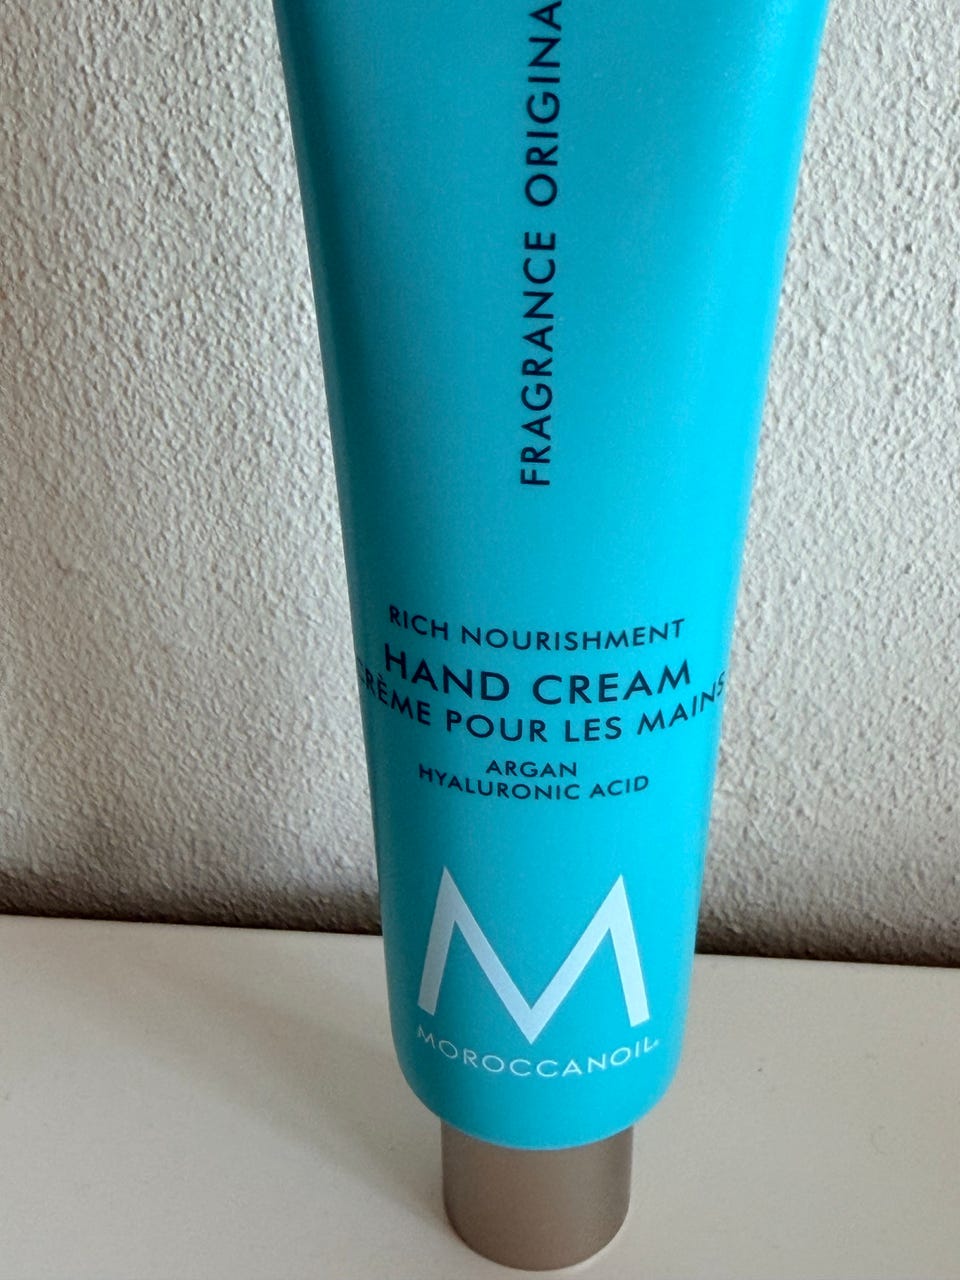 FRAGRANCE ORIGINA
RICH NOURISHMENT
HAND CREAM
CRÈME POUR LES MAINS
ARGAN
HYALURONIC ACID
M
MOROCCANOIL